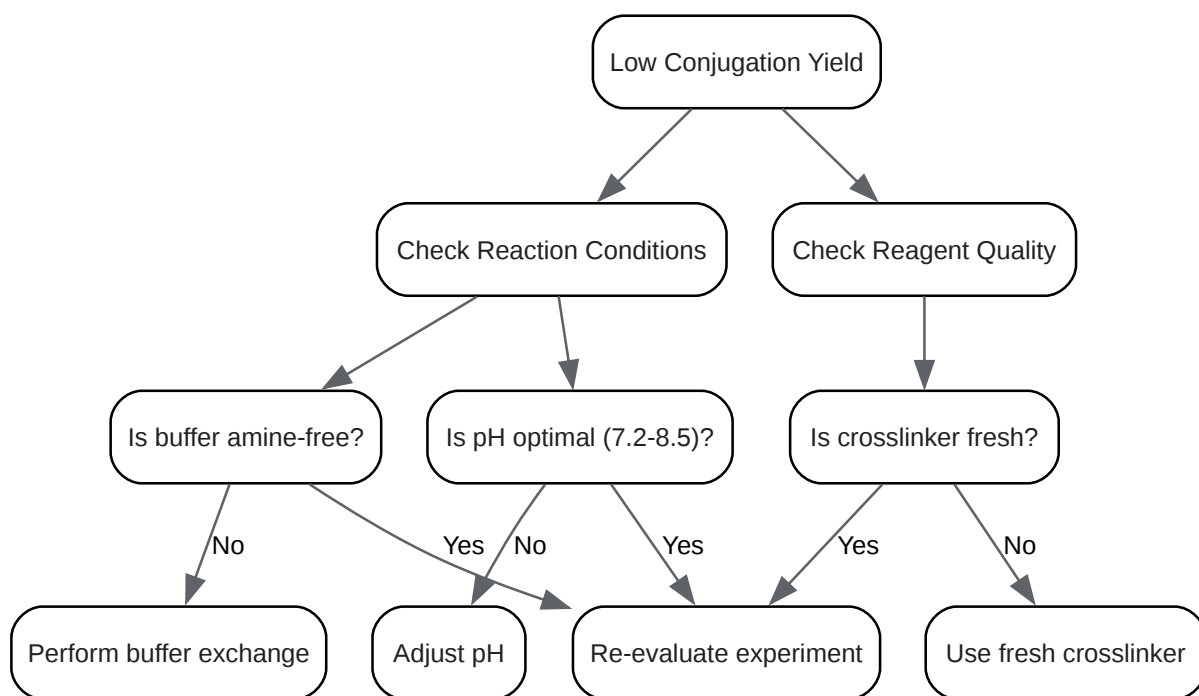 Low Conjugation Yield
Check Reaction Conditions
Check Reagent Quality
Is buffer amine-free?
Is pH optimal (7.2-8.5)?
Is crosslinker fresh?
No
Yes
No
Yes
Yes
No
Perform buffer exchange
Adjust pH
Re-evaluate experiment
Use fresh crosslinker